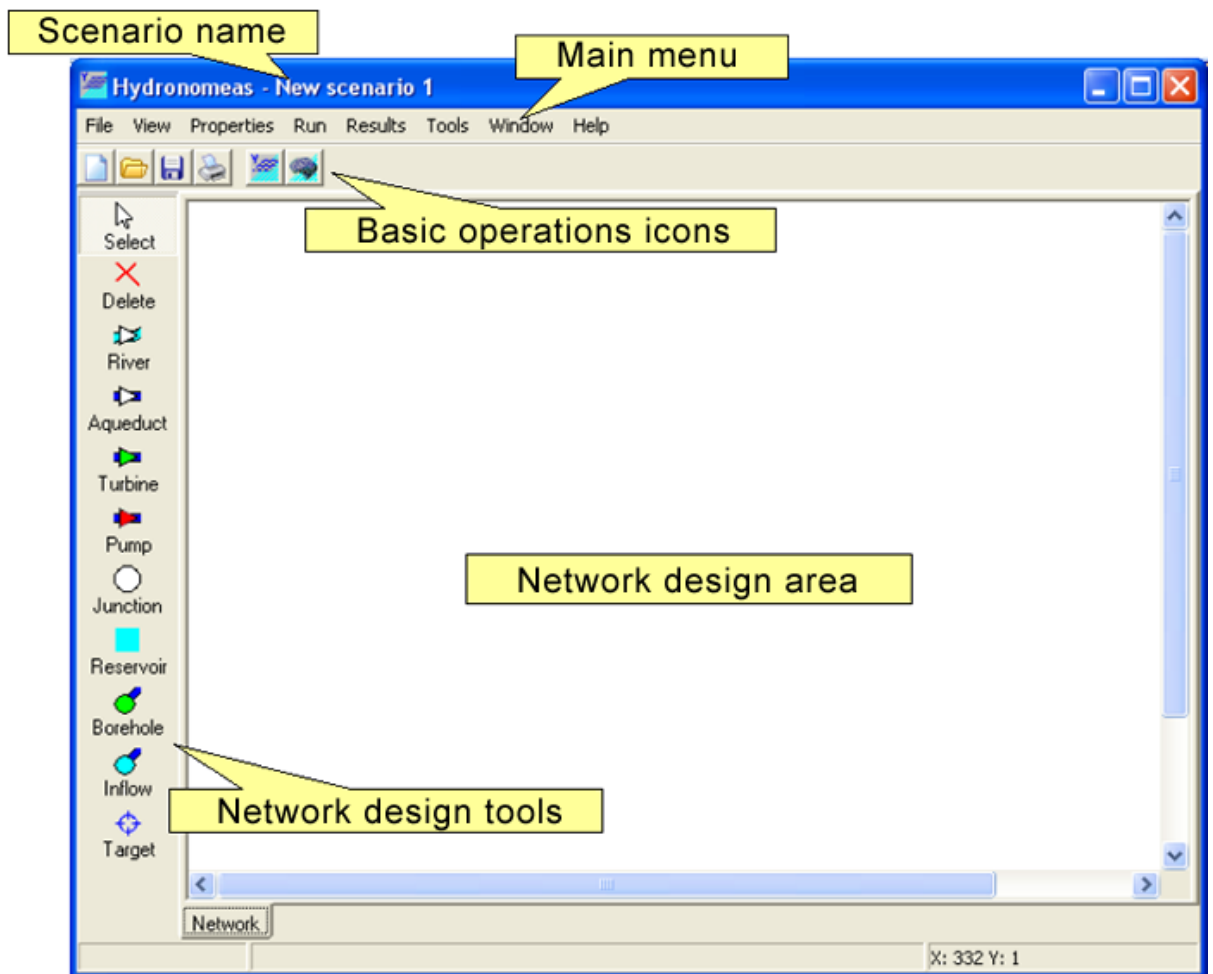 Scenario name
Main menu
Hydronomeas - New scenario 1
File View Properties Run Results Tools Window Help
Basic operations icons
Select
Delete
River
Aqueduct
Turbine
Pump
Network design area
Junction
Reservoir
Borehole
Inflow
Network design tools
Target
Network
X: 332 Y: 1